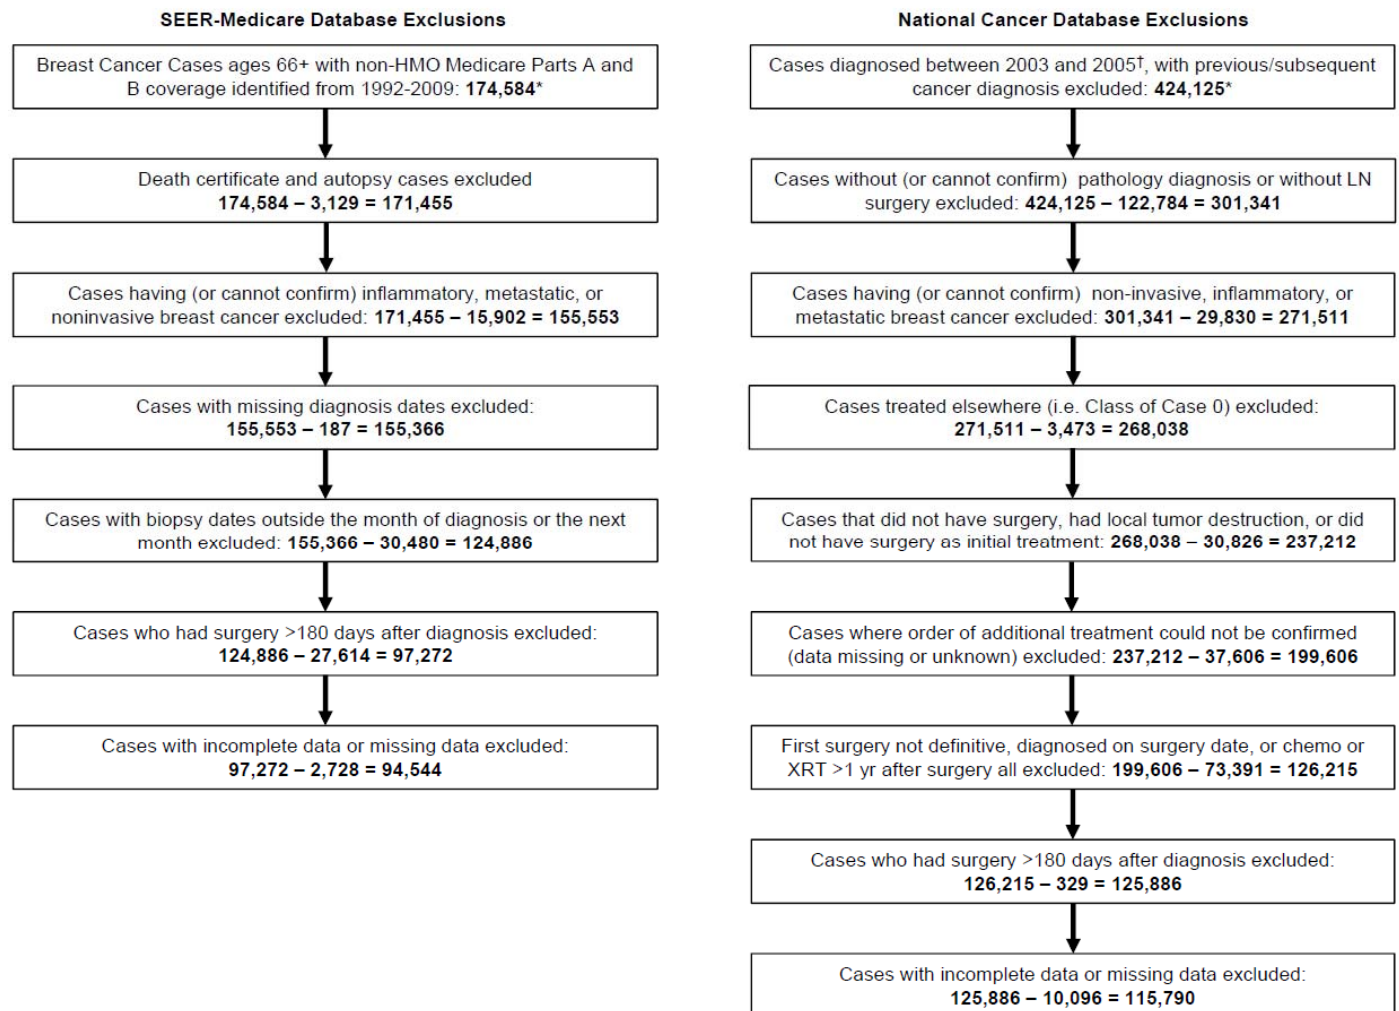 SEER-Medicare Database Exclusions
Breast Cancer Cases ages 66+ with non-HMO Medicare Parts A and
B coverage identified from 1992-2009: 174,584*
Death certificate and autopsy cases excluded
174,584 – 3,129 = 171,455
Cases having (or cannot confirm) inflammatory, metastatic, or
noninvasive breast cancer excluded: 171,455 – 15,902 = 155,553
Cases with missing diagnosis dates excluded:
155,553 – 187 = 155,366
Cases with biopsy dates outside the month of diagnosis or the next
month excluded: 155,366 – 30,480 = 124,886
Cases who had surgery >180 days after diagnosis excluded:
124,886 – 27,614 = 97,272
Cases with incomplete data or missing data excluded:
97,272 – 2,728 = 94,544
National Cancer Database Exclusions
Cases diagnosed between 2003 and 2005†, with previous/subsequent
cancer diagnosis excluded: 424,125*
Cases without (or cannot confirm) pathology diagnosis or without LN
surgery excluded: 424,125 – 122,784 = 301,341
Cases having (or cannot confirm) non-invasive, inflammatory, or
metastatic breast cancer excluded: 301,341 – 29,830 = 271,511
Cases treated elsewhere (i.e. Class of Case 0) excluded:
271,511 – 3,473 = 268,038
Cases that did not have surgery, had local tumor destruction, or did
not have surgery as initial treatment: 268,038 – 30,826 = 237,212
Cases where order of additional treatment could not be confirmed
(data missing or unknown) excluded: 237,212 – 37,606 = 199,606
First surgery not definitive, diagnosed on surgery date, or chemo or
XRT >1 yr after surgery all excluded: 199,606 – 73,391 = 126,215
Cases who had surgery >180 days after diagnosis excluded:
126,215 – 329 = 125,886
Cases with incomplete data or missing data excluded:
125,886 – 10,096 = 115,790